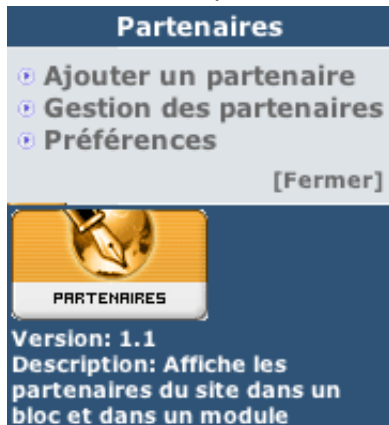 Partenaires
Ajouter un partenaire
Gestion des partenaires
Préférences
[Fermer]
PARTENAIRES
Version: 1.1
Description: Affiche les
partenaires du site dans un
bloc et dans un module